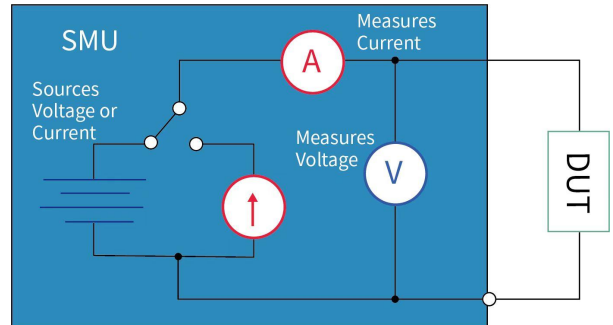 SMU
Measures
Current
A
Sources
Voltage or
Current
Measures
Voltage
V
DUT